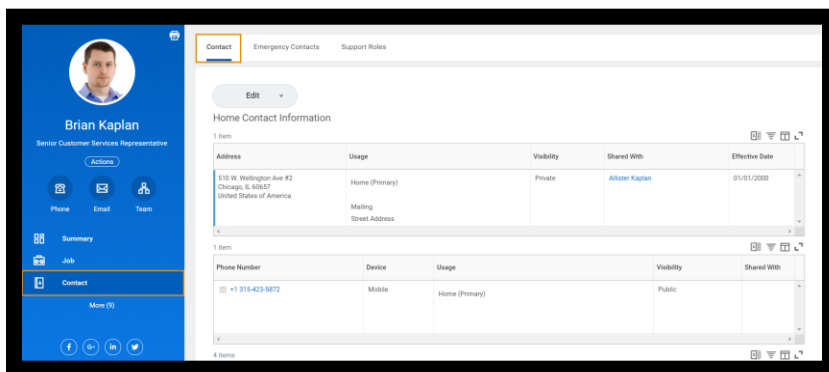 Brian Kaplan
Senior Customer Services Representative
Actions
Phone Email Team
Summary
Job
Contact
More (9)
Contact Emergency Contacts Support Roles
Edit
Home Contact Information
1 item
Address Usage Visibility Shared With Effective Date
510 W. Wellington Ave #2
Chicago, IL 60657
United States of America
Home (Primary)
Mailing
Street Address
Private
Allister Kaplan
01/01/2000
1 item
Phone Number Device Usage Visibility Shared With
+1 315-423-5872 Mobile Home (Primary) Public
4 items